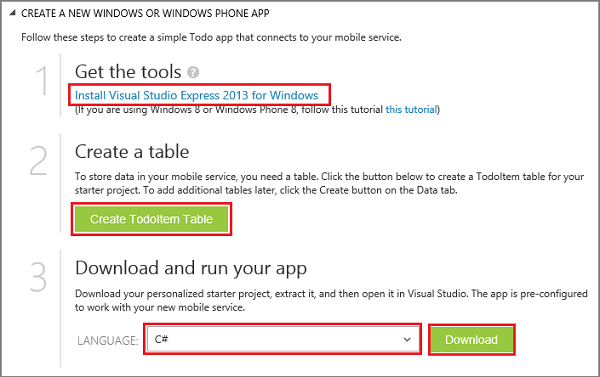 CREATE A NEW WINDOWS OR WINDOWS PHONE APP
Follow these steps to create a simple Todo app that connects to your mobile service.
1 Get the tools ?
Install Visual Studio Express 2013 for Windows
(If you are using Windows 8 or Windows Phone 8, follow this tutorial this tutorial)
2 Create a table
To store data in your mobile service, you need a table. Click the button below to create a TodoItem table for your
starter project. To add additional tables later, click the Create button on the Data tab.
Create TodoItem Table
3 Download and run your app
Download your personalized starter project, extract it, and then open it in Visual Studio. The app is pre-configured
to work with your new mobile service.
LANGUAGE: C# Download